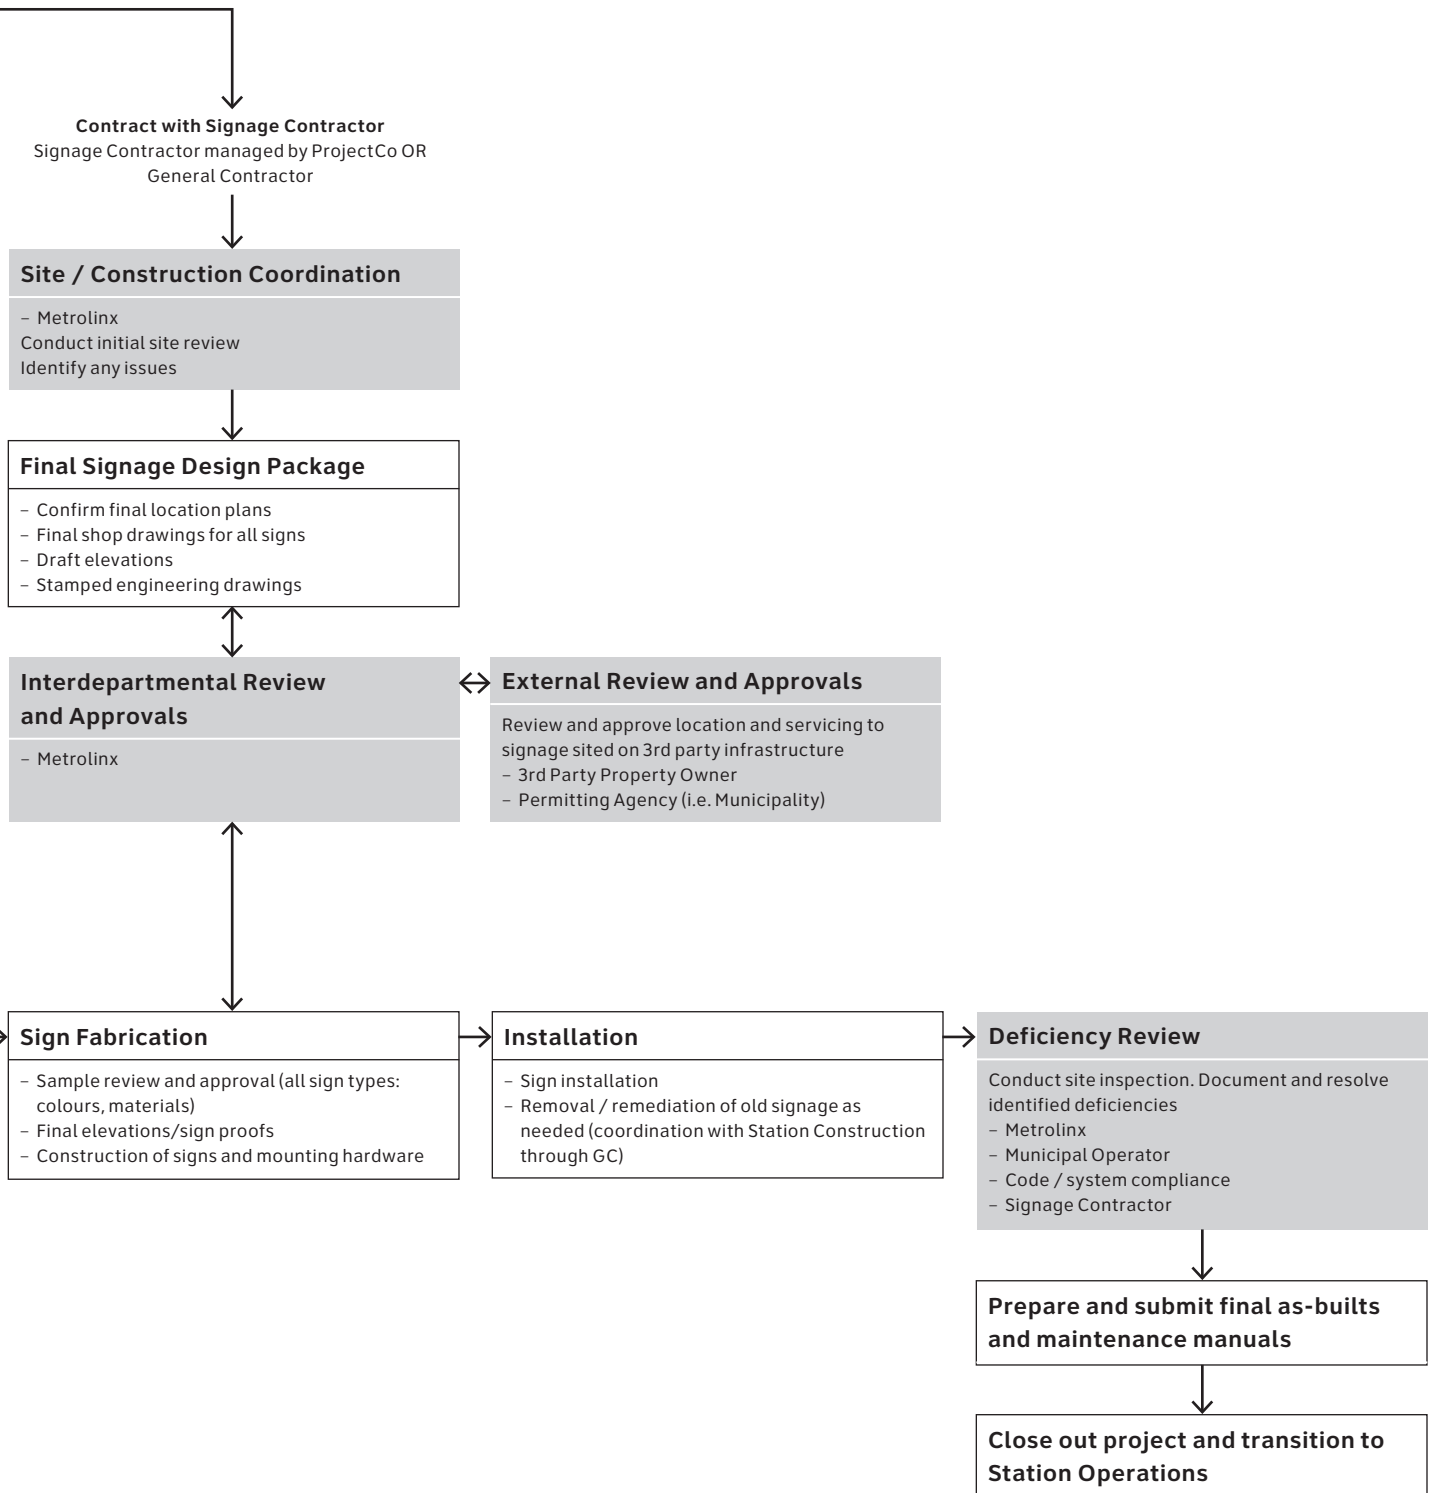 Contract with Signage Contractor
Signage Contractor managed by ProjectCo OR
General Contractor
Site / Construction Coordination
– Metrolinx
Conduct initial site review
Identify any issues
Final Signage Design Package
– Confirm final location plans
– Final shop drawings for all signs
– Draft elevations
– Stamped engineering drawings
Interdepartmental Review
and Approvals
– Metrolinx
External Review and Approvals
Review and approve location and servicing to
signage sited on 3rd party infrastructure
– 3rd Party Property Owner
– Permitting Agency (i.e. Municipality)
Sign Fabrication
– Sample review and approval (all sign types:
colours, materials)
– Final elevations/sign proofs
– Construction of signs and mounting hardware
Installation
– Sign installation
– Removal / remediation of old signage as
needed (coordination with Station Construction
through GC)
Deficiency Review
Conduct site inspection. Document and resolve
identified deficiencies
– Metrolinx
– Municipal Operator
– Code / system compliance
– Signage Contractor
Prepare and submit final as-builts
and maintenance manuals
Close out project and transition to
Station Operations